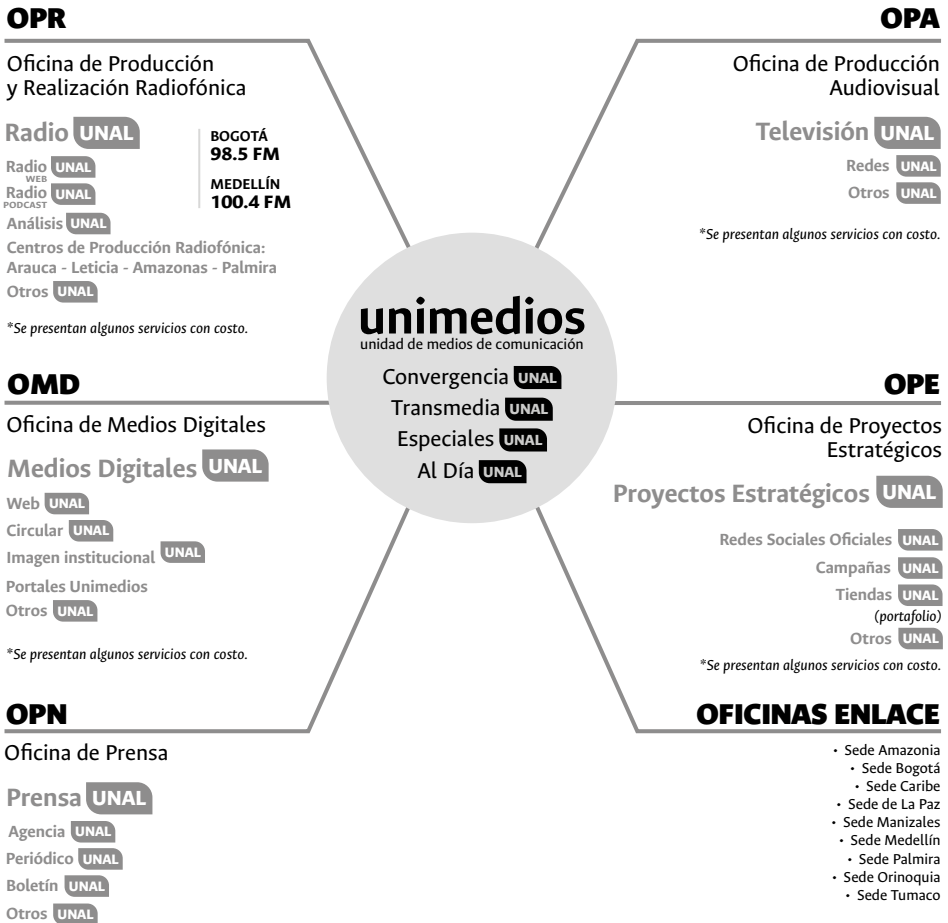 OPR
Oficina de Producción
y Realización Radiofónica
Radio UNAL
Radio UNAL
WEB
Radio UNAL
PODCAST
Análisis UNAL
Centros de Producción Radiofónica:
Arauca - Leticia - Amazonas - Palmira
Otros UNAL
*Se presentan algunos servicios con costo.
BOGOTÁ
98.5 FM
MEDELLÍN
100.4 FM
OPA
Oficina de Producción
Audiovisual
Televisión UNAL
Redes UNAL
Otros UNAL
*Se presentan algunos servicios con costo.
unimedios
unidad de medios de comunicación
Convergencia UNAL
Transmedia UNAL
Especiales UNAL
Al Día UNAL
OMD
Oficina de Medios Digitales
Medios Digitales UNAL
Web UNAL
Circular UNAL
Imagen institucional UNAL
Portales Unimedios
Otros UNAL
*Se presentan algunos servicios con costo.
OPE
Oficina de Proyectos
Estratégicos
Proyectos Estratégicos UNAL
Redes Sociales Oficiales UNAL
Campañas UNAL
Tiendas UNAL
(portafolio)
Otros UNAL
*Se presentan algunos servicios con costo.
OPN
Oficina de Prensa
Prensa UNAL
Agencia UNAL
Periódico UNAL
Boletín UNAL
Otros UNAL
OFICINAS ENLACE
· Sede Amazonia
· Sede Bogotá
· Sede Caribe
· Sede de La Paz
· Sede Manizales
· Sede Medellín
· Sede Palmira
· Sede Orinoquia
· Sede Tumaco